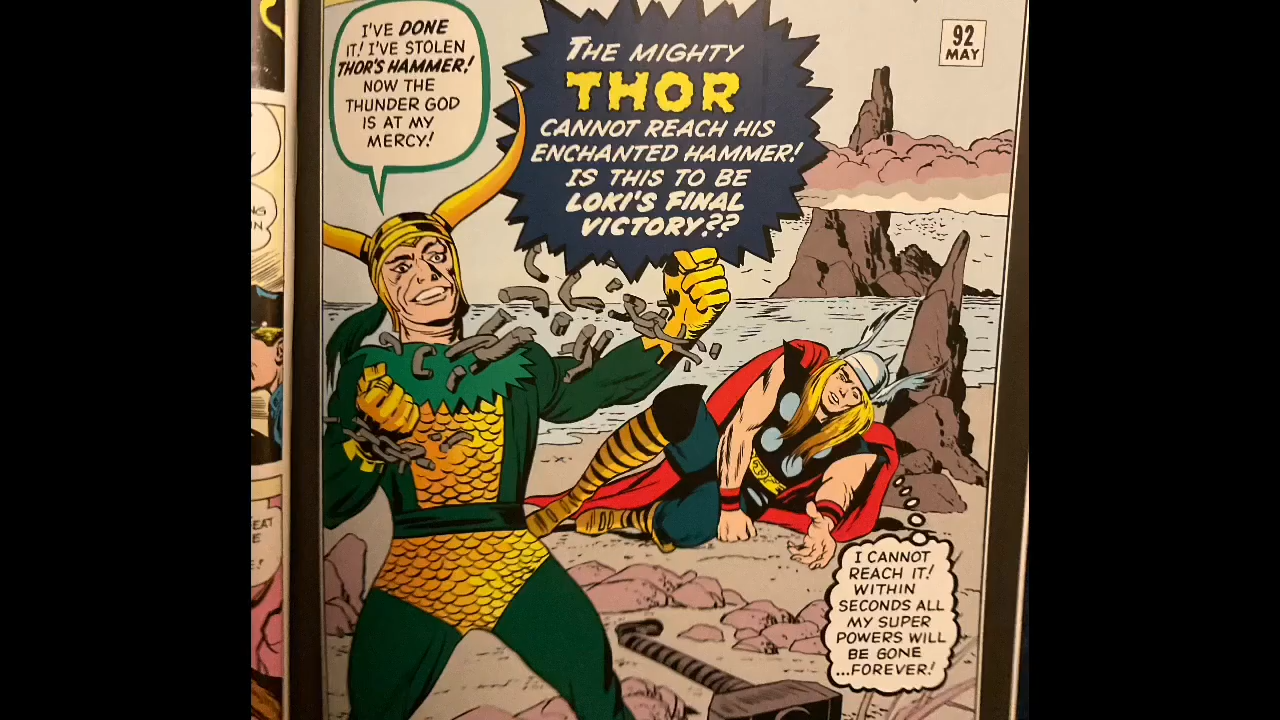 I'VE DONE
IT! I'VE STOLEN
THOR'S HAMMER!
NOW THE
THUNDER GOD
IS AT MY
MERCY!
THE MIGHTY
THOR
CANNOT REACH HIS
ENCHANTED HAMMER!
IS THIS TO BE
LOKI'S FINAL
VICTORY??
92
MAY
I CANNOT
REACH IT!
WITHIN
SECONDS ALL
MY SUPER
POWERS WILL
BE GONE
...FOREVER!